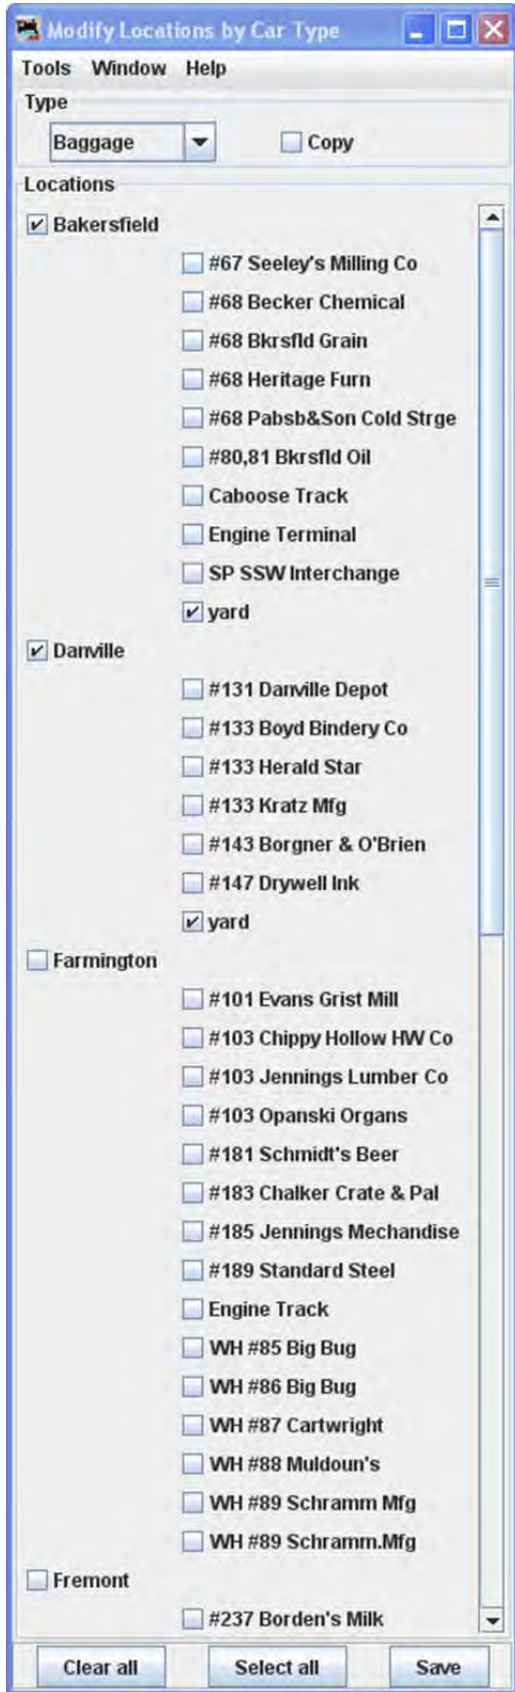 Modify Locations by Car Type
Tools Window Help
Type
Baggage Copy
Locations
Bakersfield
#67 Seeley's Milling Co
#68 Becker Chemical
#68 Bkrsfld Grain
#68 Heritage Furn
#68 Pabsb&Son Cold Strge
#80,81 Bkrsfld Oil
Caboose Track
Engine Terminal
SP SSW Interchange
yard
Danville
#131 Danville Depot
#133 Boyd Bindery Co
#133 Herald Star
#133 Kratz Mfg
#143 Borgner & O'Brien
#147 Drywell Ink
yard
Farmington
#101 Evans Grist Mill
#103 Chippy Hollow HW Co
#103 Jennings Lumber Co
#103 Opanski Organs
#181 Schmidt's Beer
#183 Chalker Crate & Pal
#185 Jennings Mechandise
#189 Standard Steel
Engine Track
WH #85 Big Bug
WH #86 Big Bug
WH #87 Cartwright
WH #88 Muldoun's
WH #89 Schramm Mfg
WH #89 Schramm.Mfg
Fremont
#237 Borden's Milk
Clear all Select all Save